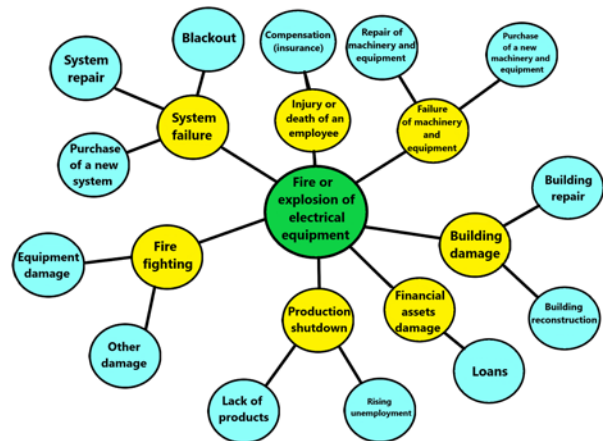 Blackout
Compensation
(insurance)
Repair of
machinery and
equipment
Purchase
of a new
machinery and
equipment
System
repair
System
failure
Injury or
death of an
employee
Failure
of machinery
and
equipment
Purchase
of a new
system
Fire or
explosion of
electrical
equipment
Building
repair
Building
damage
Fire
fighting
Equipment
damage
Production
shutdown
Financial
assets
damage
Building
reconstruction
Other
damage
Loans
Lack of
products
Rising
unemployment